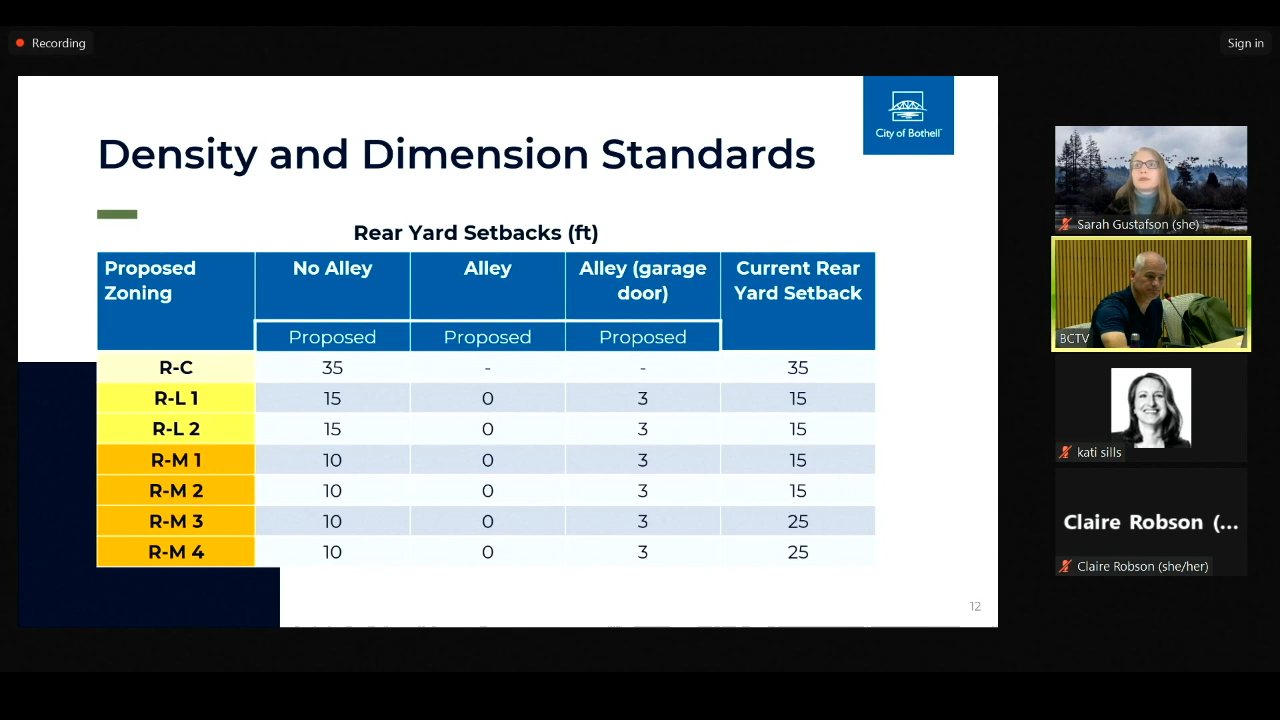 Recording
Sign in
City of Bothell
Density and Dimension Standards
Rear Yard Setbacks (ft)
Proposed Zoning No Alley Alley Alley (garage door) Current Rear Yard Setback
Proposed Proposed Proposed
R-C 35 - - 35
R-L 1 15 0 3 15
R-L 2 15 0 3 15
R-M 1 10 0 3 15
R-M 2 10 0 3 15
R-M 3 10 0 3 25
R-M 4 10 0 3 25
12
Sarah Gustafson (she)
BCTV
kati sills
Claire Robson (...
Claire Robson (she/her)